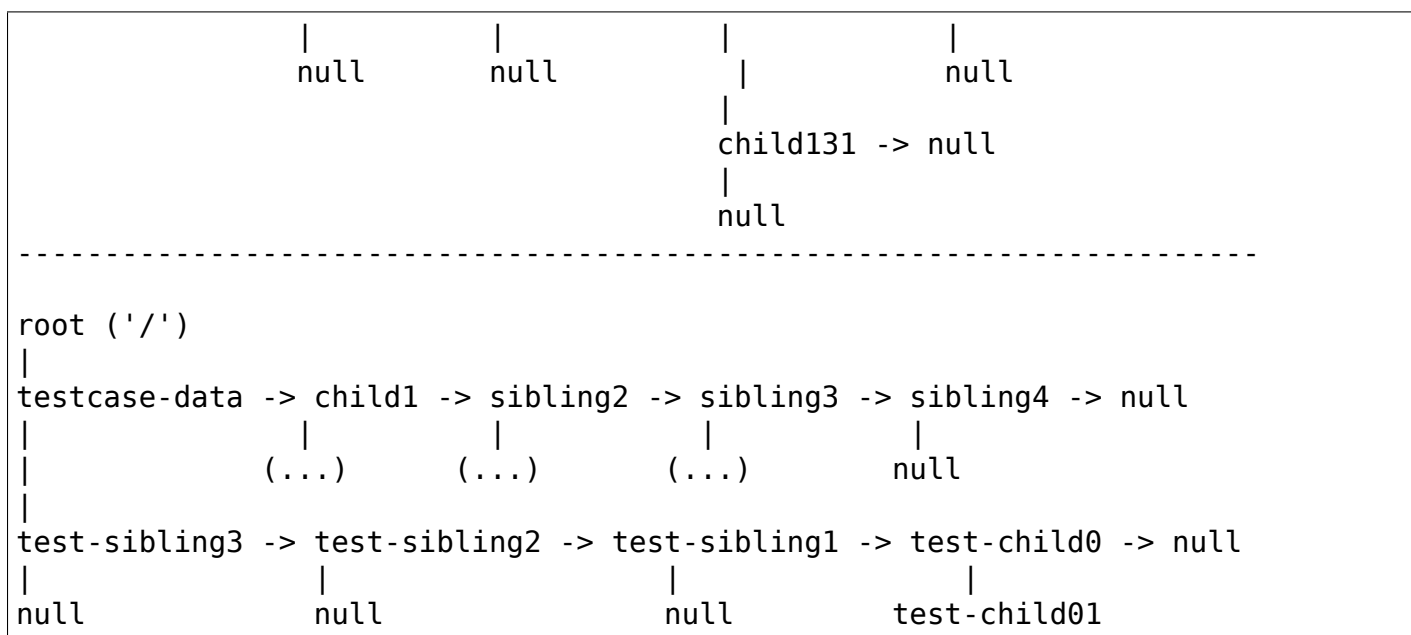 |          |            |            |
                null       null          |           null
                                        |
                                        child131 -> null
                                        |
                                        null
-----------------------------------------------------------------------

root ('/')
|
testcase-data -> child1 -> sibling2 -> sibling3 -> sibling4 -> null
|                |          |           |           |
|              (...)      (...)       (...)        null
|
test-sibling3 -> test-sibling2 -> test-sibling1 -> test-child0 -> null
|                 |                   |                |
null             null                null         test-child01